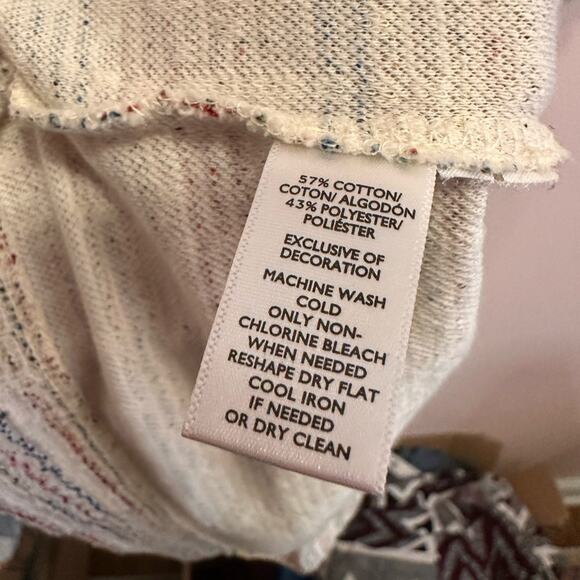 57% COTTON/
COTON/ ALGODÓN
43% POLYESTER/
POLIÉSTER
EXCLUSIVE OF
DECORATION
MACHINE WASH
COLD
ONLY NON-
CHLORINE BLEACH
WHEN NEEDED
RESHAPE DRY FLAT
COOL IRON
IF NEEDED
OR DRY CLEAN